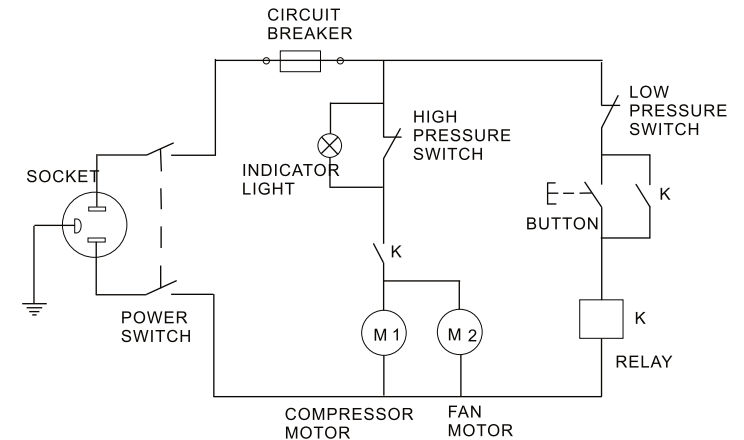 CIRCUIT
BREAKER
LOW
PRESSURE
SWITCH
HIGH
PRESSURE
SWITCH
INDICATOR
LIGHT
SOCKET
K
BUTTON
K
POWER
SWITCH
M 1
M 2
K
RELAY
COMPRESSOR
MOTOR
FAN
MOTOR